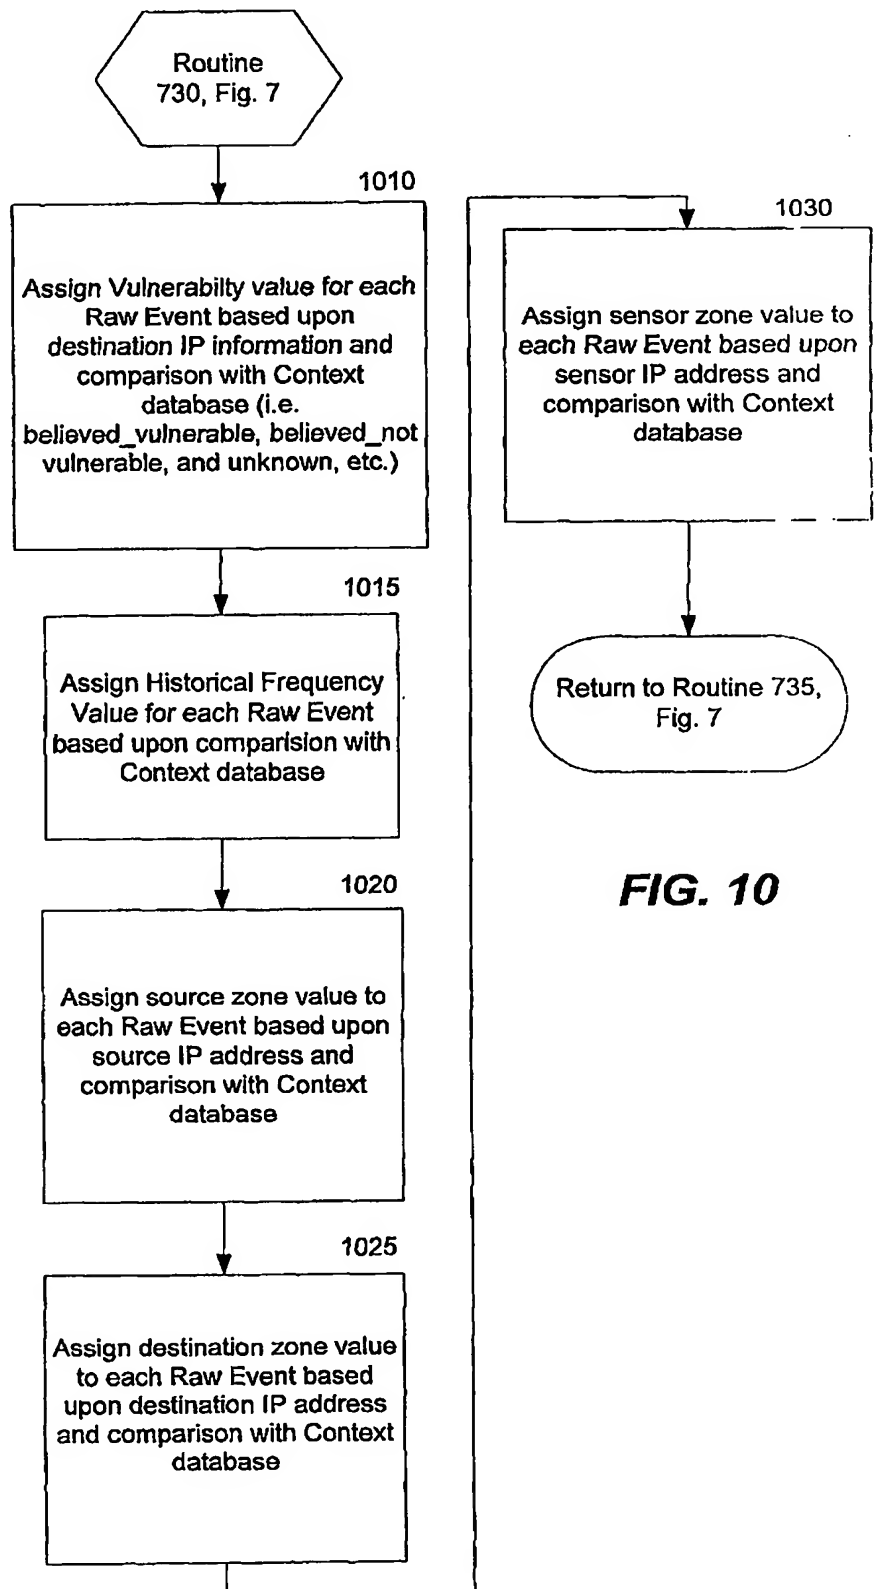 Routine
730, Fig. 7
1010
Assign Vulnerabilty value for each
Raw Event based upon
destination IP information and
comparison with Context
database (i.e.
believed_vulnerable, believed_not
vulnerable, and unknown, etc.)
1015
Assign Historical Frequency
Value for each Raw Event
based upon comparision with
Context database
1020
Assign source zone value to
each Raw Event based upon
source IP address and
comparison with Context
database
1025
Assign destination zone value
to each Raw Event based
upon destination IP address
and comparison with Context
database
1030
Assign sensor zone value to
each Raw Event based upon
sensor IP address and
comparison with Context
database
Return to Routine 735,
Fig. 7
FIG. 10